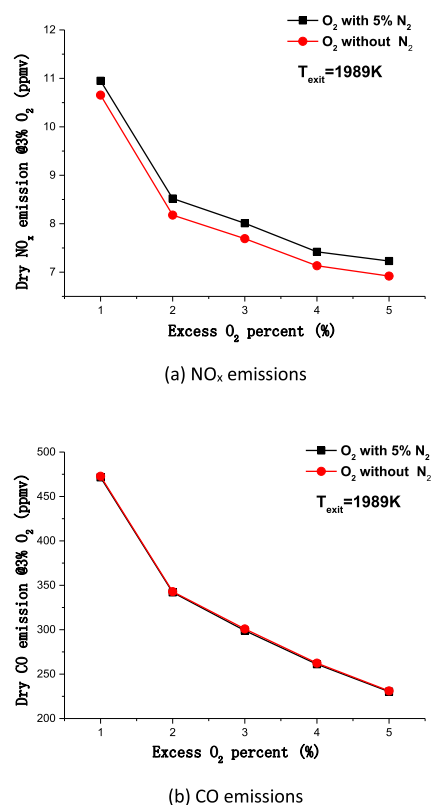 12
11
10
9
8
7
1 2 3 4 5
Dry NOₓ emission @3% O₂ (ppmv)
Excess O₂ percent (%)
O₂ with 5% N₂
O₂ without N₂
T_exit=1989K
(a) NOₓ emissions
500
450
400
350
300
250
200
1 2 3 4 5
Dry CO emission @3% O₂ (ppmv)
Excess O₂ percent (%)
O₂ with 5% N₂
O₂ without N₂
T_exit=1989K
(b) CO emissions